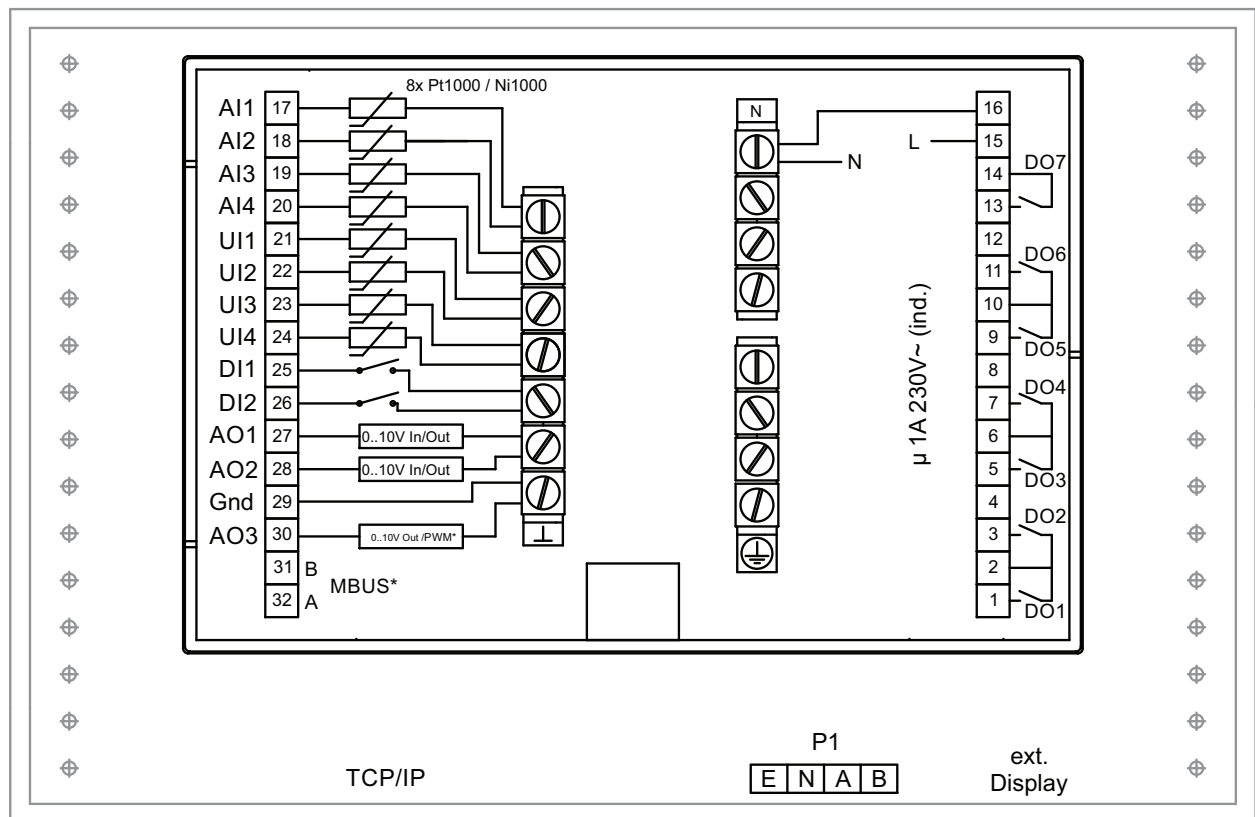 8x Pt1000 / Ni1000
AI1 17
AI2 18
AI3 19
AI4 20
UI1 21
UI2 22
UI3 23
UI4 24
DI1 25
DI2 26
AO1 27 0..10V In/Out
AO2 28 0..10V In/Out
Gnd 29
AO3 30 0..10V Out /PWM*
31 B
MBUS*
32 A
N
N
L
µ 1A 230V~ (ind.)
16
15
14 DO7
13
12
11 DO6
10
9 DO5
8
7 DO4
6
5 DO3
4
3 DO2
2
1 DO1
TCP/IP
P1
E N A B
ext.
Display